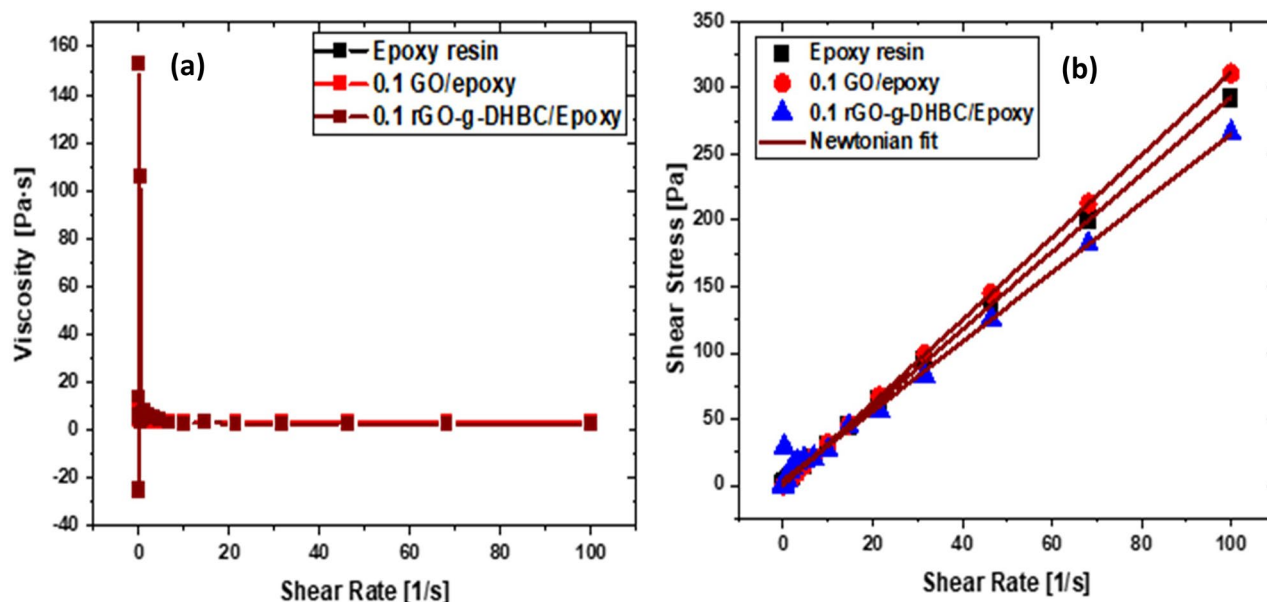 (a)
Epoxy resin
0.1 GO/epoxy
0.1 rGO-g-DHBC/Epoxy
Viscosity [Pa·s]
160
140
120
100
80
60
40
20
0
-20
-40
0 20 40 60 80 100
Shear Rate [1/s]
(b)
Epoxy resin
0.1 GO/epoxy
0.1 rGO-g-DHBC/Epoxy
Newtonian fit
Shear Stress [Pa]
350
300
250
200
150
100
50
0
0 20 40 60 80 100
Shear Rate [1/s]